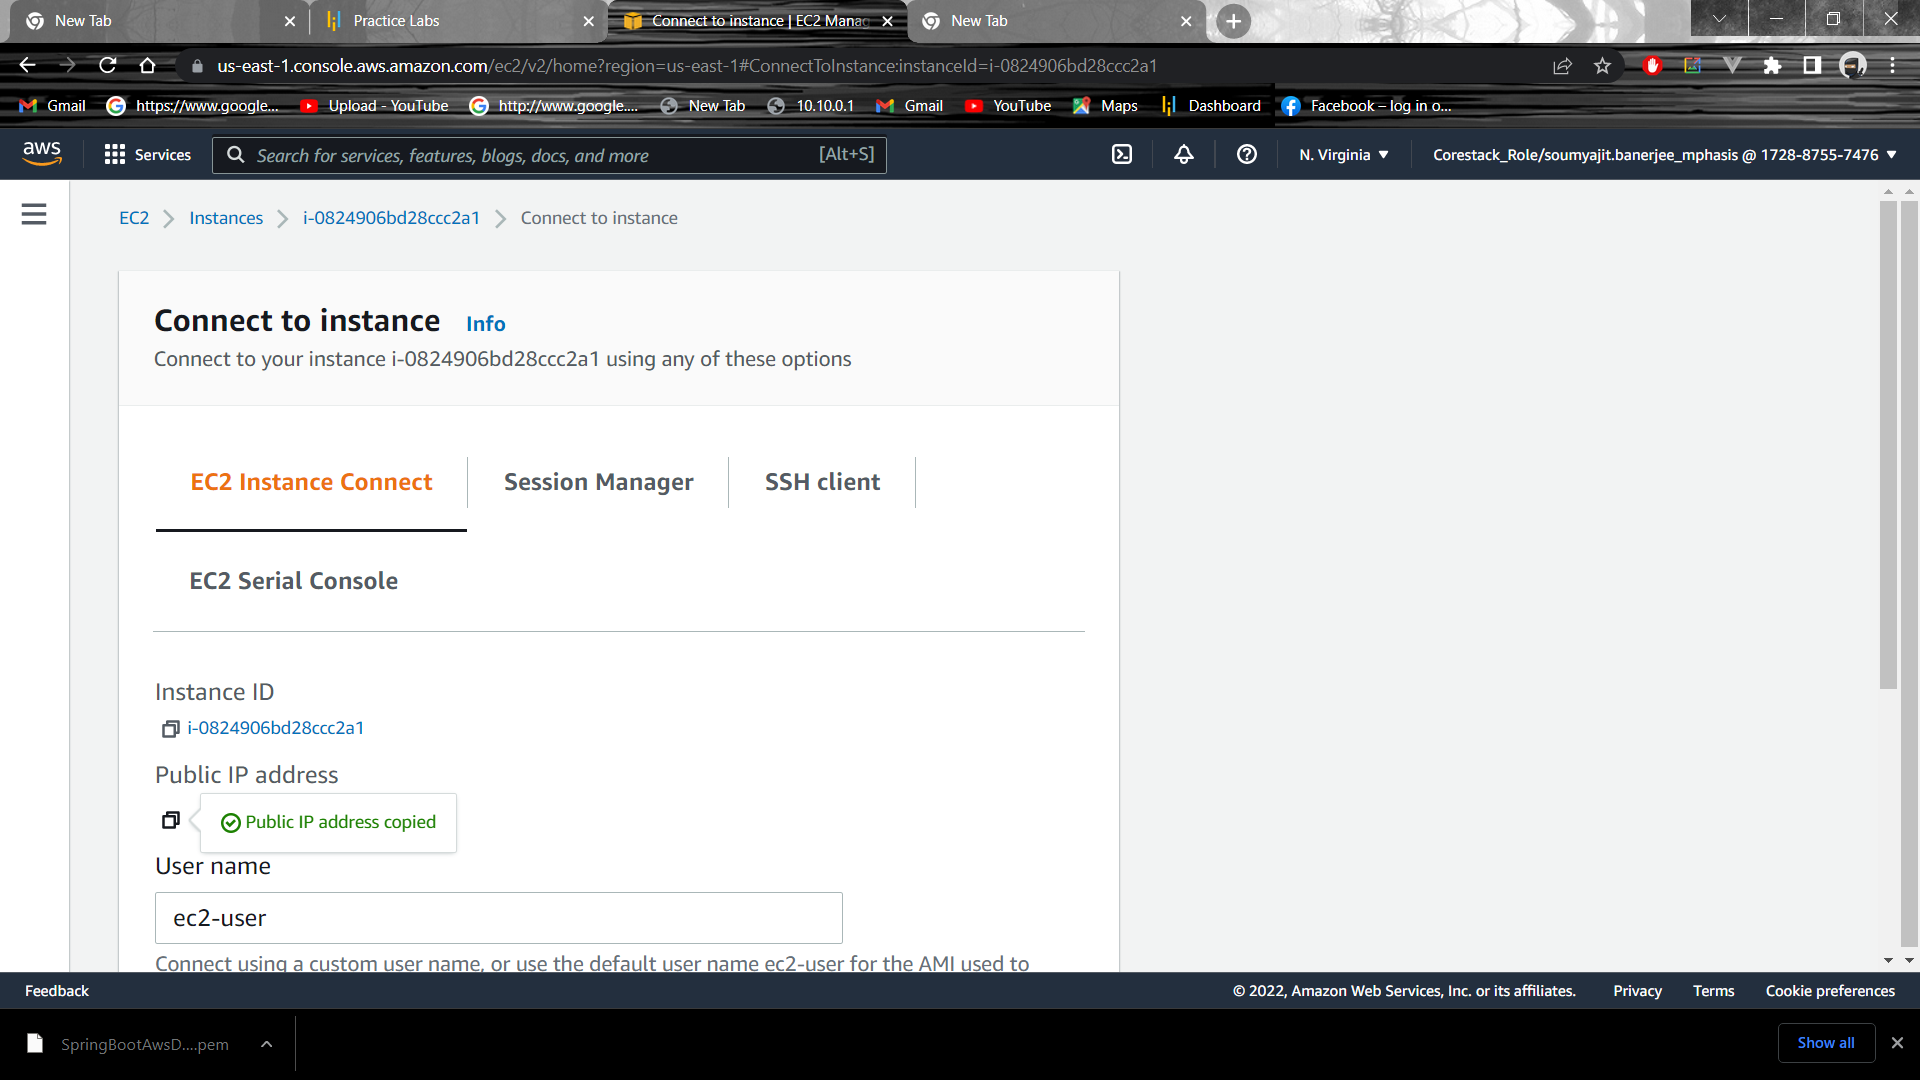 New Tab
Practice Labs
Connect to instance | EC2 Manag
New Tab
us-east-1.console.aws.amazon.com/ec2/v2/home?region=us-east-1#ConnectToInstance:instanceId=i-0824906bd28ccc2a1
Gmail
https://www.google...
Upload - YouTube
http://www.google....
New Tab
10.10.0.1
Gmail
YouTube
Maps
Dashboard
Facebook – log in o...
aws
Services
Search for services, features, blogs, docs, and more
[Alt+S]
N. Virginia
Corestack_Role/soumyajit.banerjee_mphasis @ 1728-8755-7476
EC2
Instances
i-0824906bd28ccc2a1
Connect to instance
Connect to instance
Info
Connect to your instance i-0824906bd28ccc2a1 using any of these options
EC2 Instance Connect
Session Manager
SSH client
EC2 Serial Console
Instance ID
i-0824906bd28ccc2a1
Public IP address
Public IP address copied
User name
ec2-user
Connect using a custom user name, or use the default user name ec2-user for the AMI used to
Feedback
© 2022, Amazon Web Services, Inc. or its affiliates.
Privacy
Terms
Cookie preferences
SpringBootAwsD....pem
Show all